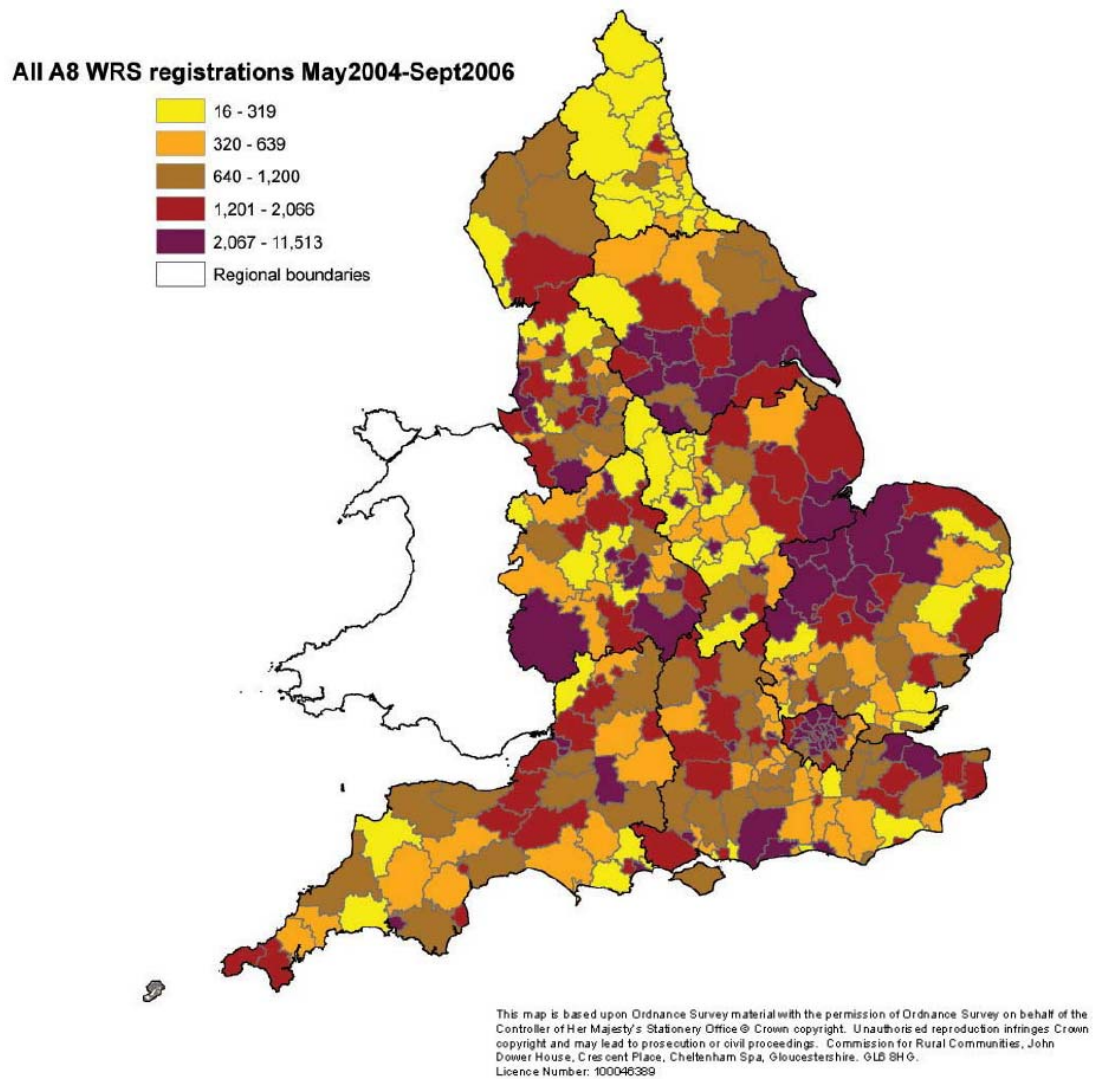 All A8 WRS registrations May2004-Sept2006
16 - 319
320 - 639
640 - 1,200
1,201 - 2,066
2,067 - 11,513
Regional boundaries
This map is based upon Ordnance Survey material with the permission of Ordnance Survey on behalf of the
Controller of Her Majesty's Stationery Office © Crown copyright. Unauthorised reproduction infringes Crown
copyright and may lead to prosecution or civil proceedings. Commission for Rural Communities, John
Dower House, Crescent Place, Cheltenham Spa, Gloucestershire. GL50 3HG.
Licence Number: 100046389